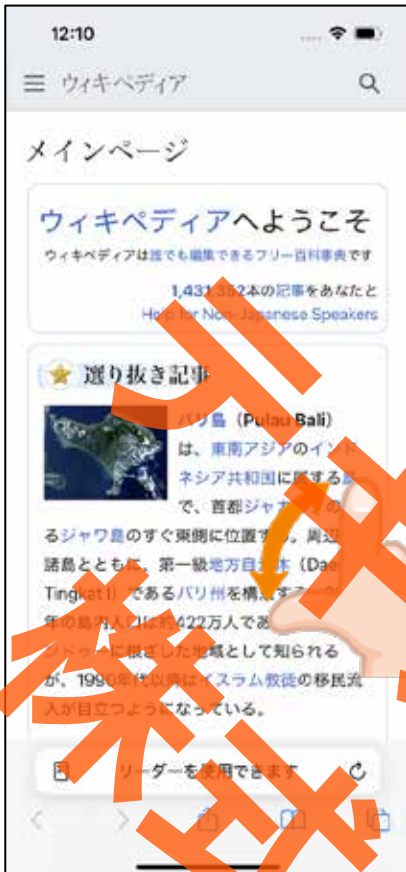 12:10
ウィキペディア
メインページ
ウィキペディアへようこそ
ウィキペディアは誰でも編集できるフリー百科事典です
1,431,352本の記事をあなたと
Help for Non-Japanese Speakers
選り抜き記事
バリ島（Pulau Bali）
は、東南アジアのインド
ネシア共和国に属する島
で、首都ジャカルタの
るジャワ島のすぐ東側に位置する。周辺
諸島とともに、第一級地方自治体（Dae
Tingkat I）であるバリ州を構成する。
年の島内人口は約422万人であ
ンドゥーに根ざした地域として知られる
が、1990年代以降はイスラム教徒の移民流
入が目立つようになっている。
リーダーを使用できます